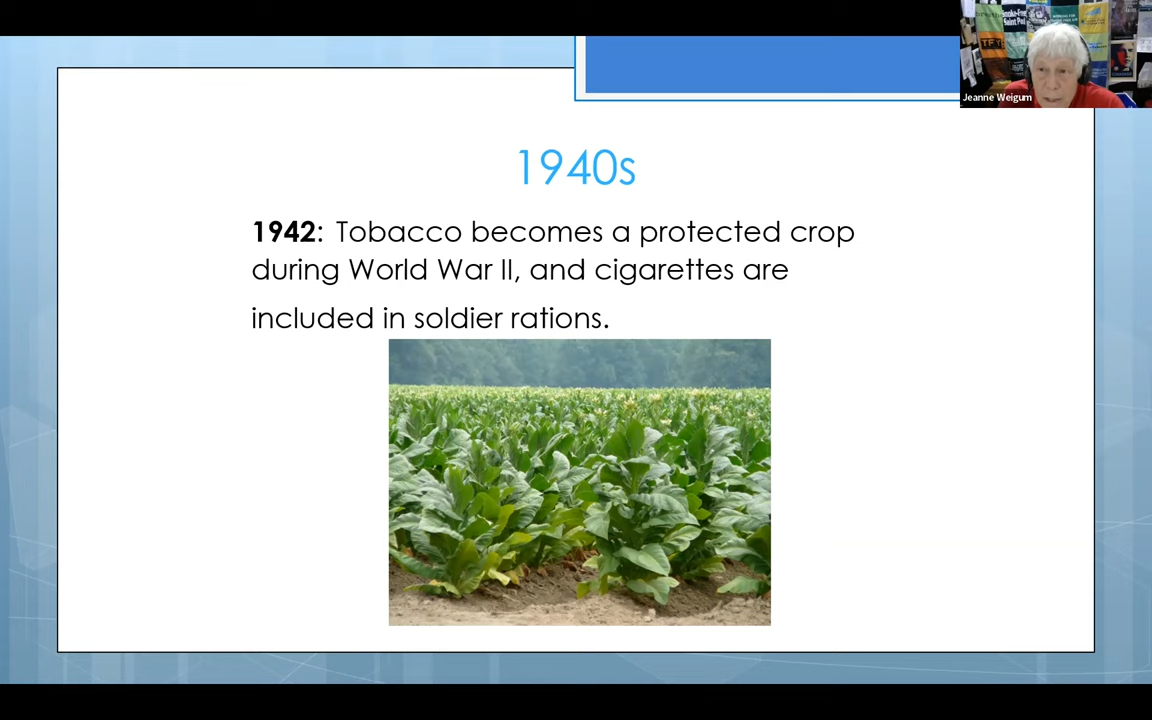 1940s
1942: Tobacco becomes a protected crop
during World War II, and cigarettes are
included in soldier rations.
Jeanne Weigum